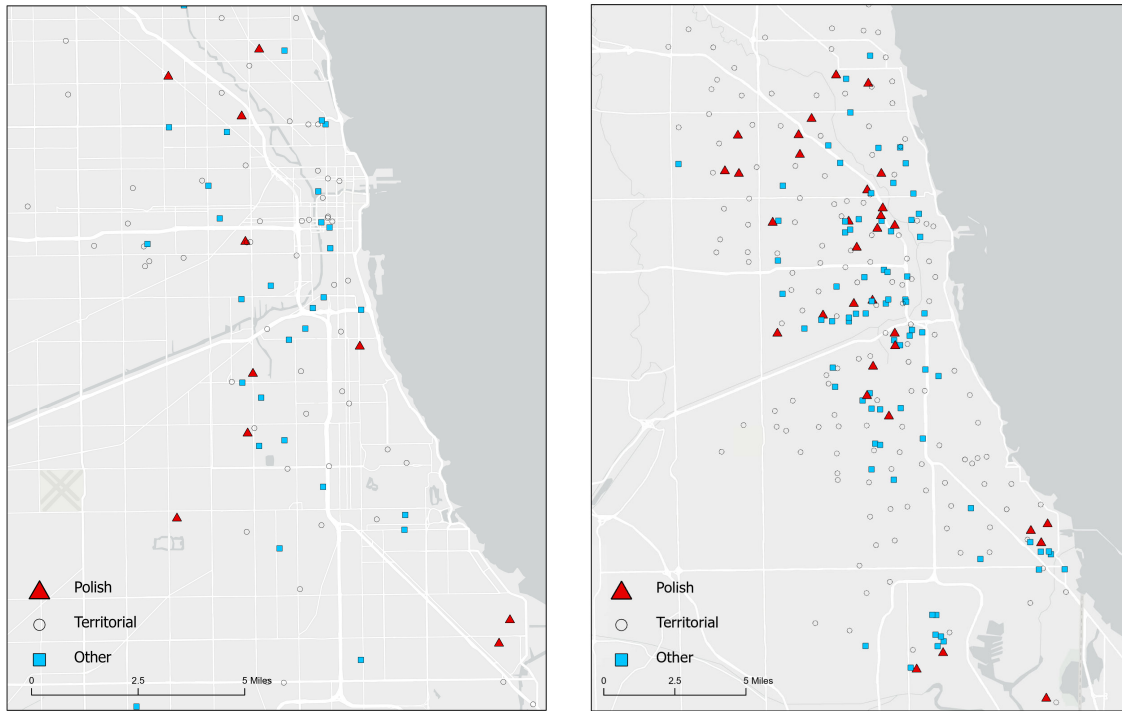 Polish
Territorial
Other
0 2.5 5 Miles
Polish
Territorial
Other
0 2.5 5 Miles